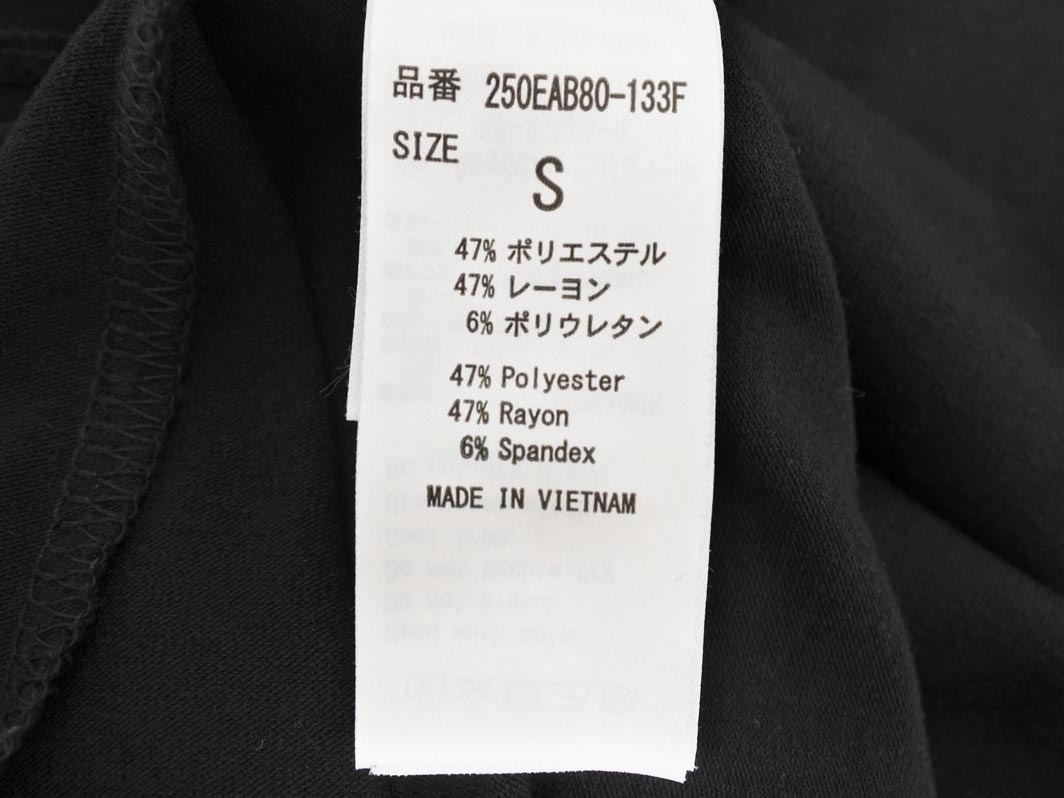 品番 250EAB80-133F
SIZE
S
47% ポリエステル
47% レーヨン
6% ポリウレタン
47% Polyester
47% Rayon
6% Spandex
MADE IN VIETNAM